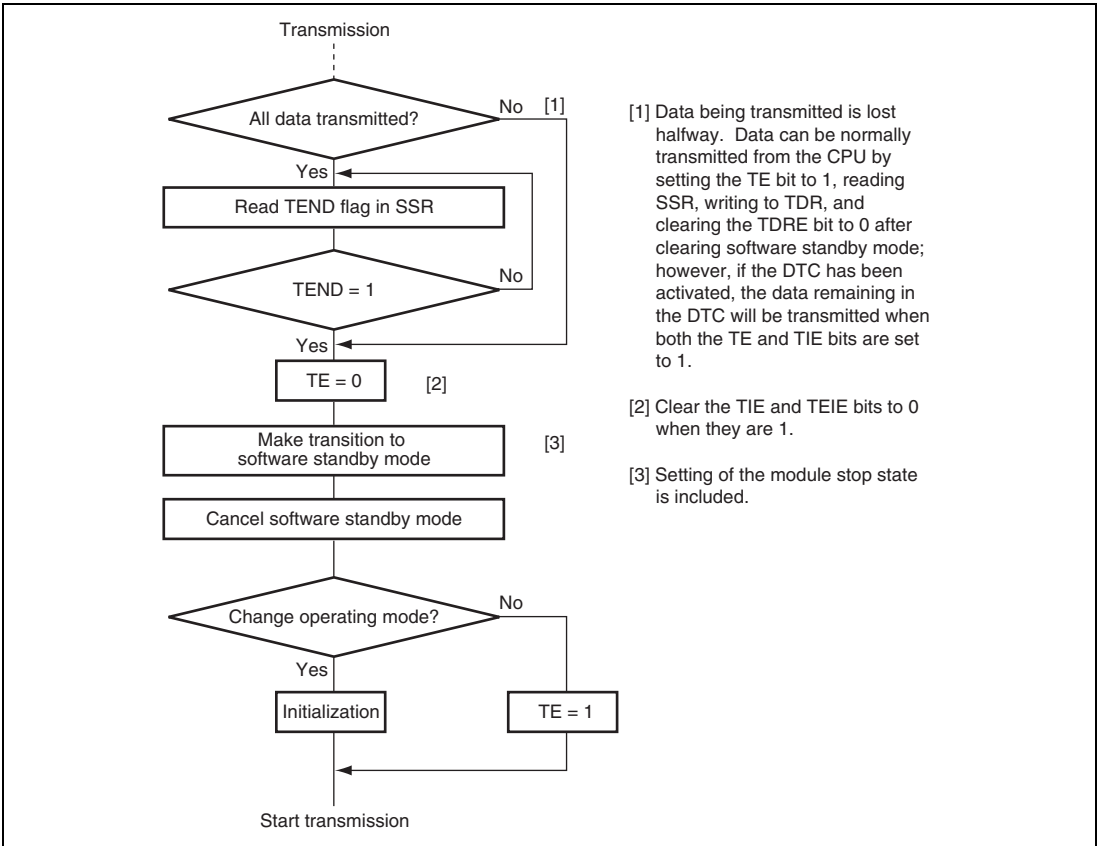 Transmission
All data transmitted?
No [1]
Yes
Read TEND flag in SSR
TEND = 1
No
Yes
TE = 0
[2]
Make transition to
software standby mode
[3]
Cancel software standby mode
Change operating mode?
No
Yes
Initialization
TE = 1
Start transmission
[1] Data being transmitted is lost
halfway. Data can be normally
transmitted from the CPU by
setting the TE bit to 1, reading
SSR, writing to TDR, and
clearing the TDRE bit to 0 after
clearing software standby mode;
however, if the DTC has been
activated, the data remaining in
the DTC will be transmitted when
both the TE and TIE bits are set
to 1.
[2] Clear the TIE and TEIE bits to 0
when they are 1.
[3] Setting of the module stop state
is included.